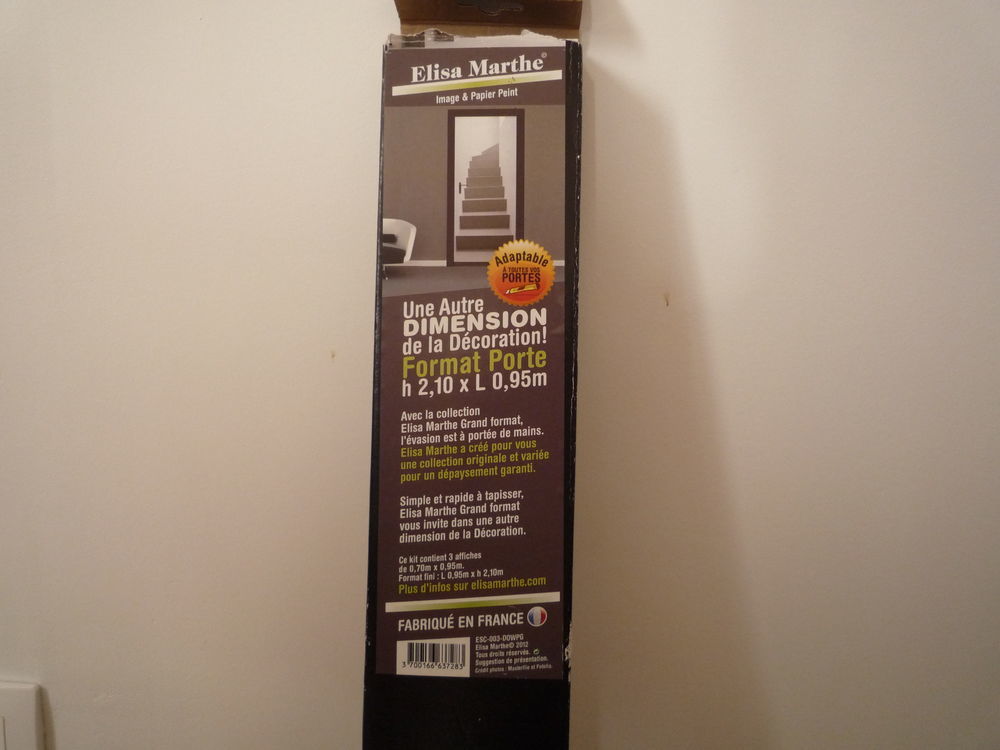 Elisa Marthe©
Image & Papier Peint
Adaptable
À TOUTES VOS
PORTES
Une Autre
DIMENSION
de la Décoration!
Format Porte
h 2,10 x L 0,95m
Avec la collection
Elisa Marthe Grand format,
l'évasion est à portée de mains.
Elisa Marthe a créé pour vous
une collection originale et variée
pour un dépaysement garanti.
Simple et rapide à tapisser,
Elisa Marthe Grand format
vous invite dans une autre
dimension de la Décoration.
Ce kit contient 3 affiches
de 0,70m x 0,95m.
Format fini : L 0,95m x h 2,10m
Plus d'infos sur elisamarthe.com
FABRIQUÉ EN FRANCE
ESC-003-DOWPG
Elisa Marthe© 2012
Tous droits réservés.
Suggestion de présentation.
Crédit photos : Masterfile et Fotolia.
3 700166 637283